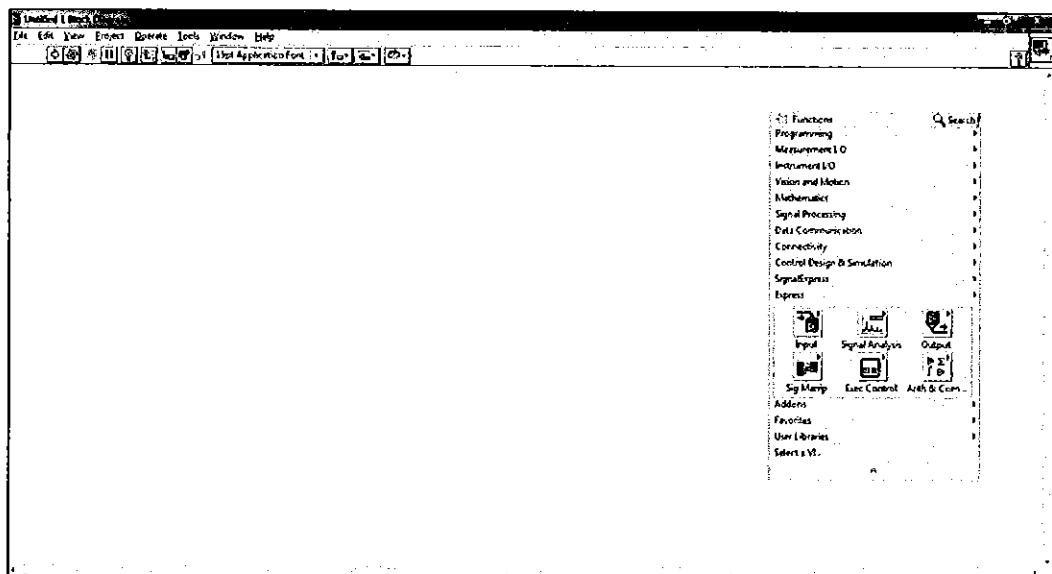 Untitled 1 Block
File Edit View Project Operate Tools Window Help
15pt Application Font
Functions Search
Programming
Measurement I/O
Instrument I/O
Vision and Motion
Mathematics
Signal Processing
Data Communication
Connectivity
Control Design & Simulation
SignalExpress
Express
Input Signal Analysis Output
Sig Manip Exec Control Arith & Com...
Addons
Favorites
User Libraries
Select a VI...